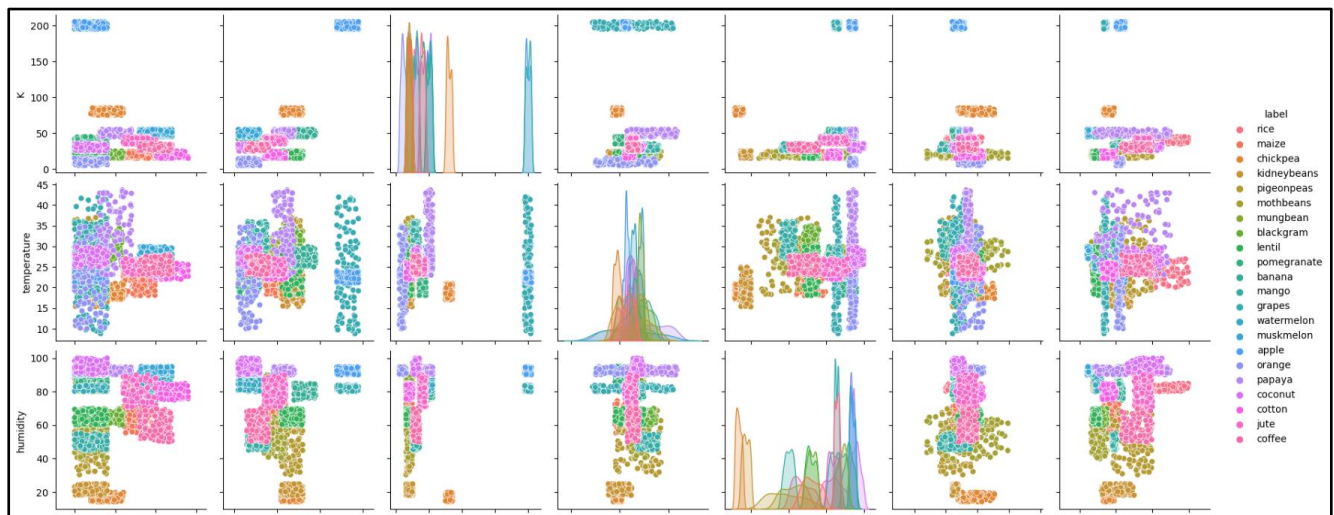 200
150
100
50
0
K
45
40
35
30
25
20
15
10
temperature
100
80
60
40
20
humidity
label
rice
maize
chickpea
kidneybeans
pigeonpeas
mothbeans
mungbean
blackgram
lentil
pomegranate
banana
mango
grapes
watermelon
muskmelon
apple
orange
papaya
coconut
cotton
jute
coffee